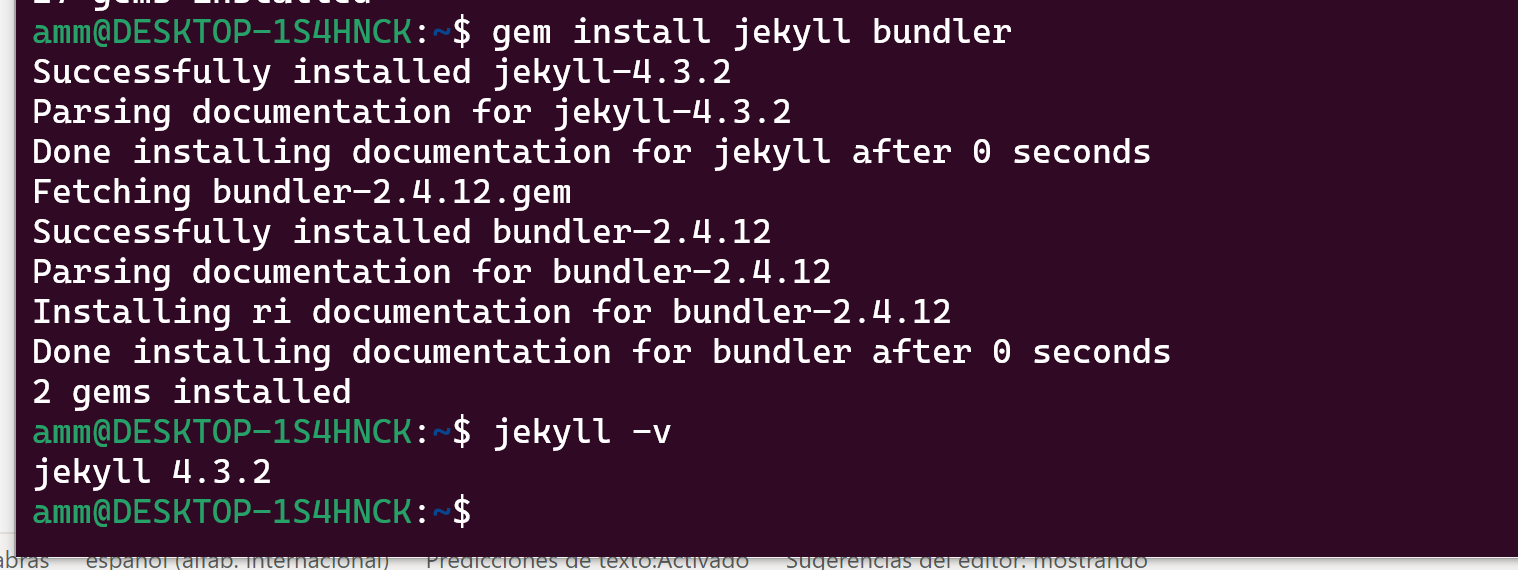 27 gems installed
amm@DESKTOP-1S4HNCK:~$ gem install jekyll bundler
Successfully installed jekyll-4.3.2
Parsing documentation for jekyll-4.3.2
Done installing documentation for jekyll after 0 seconds
Fetching bundler-2.4.12.gem
Successfully installed bundler-2.4.12
Parsing documentation for bundler-2.4.12
Installing ri documentation for bundler-2.4.12
Done installing documentation for bundler after 0 seconds
2 gems installed
amm@DESKTOP-1S4HNCK:~$ jekyll -v
jekyll 4.3.2
amm@DESKTOP-1S4HNCK:~$
abras español (alfab. internacional) Predicciones de texto:Activado Sugerencias del editor: mostrando